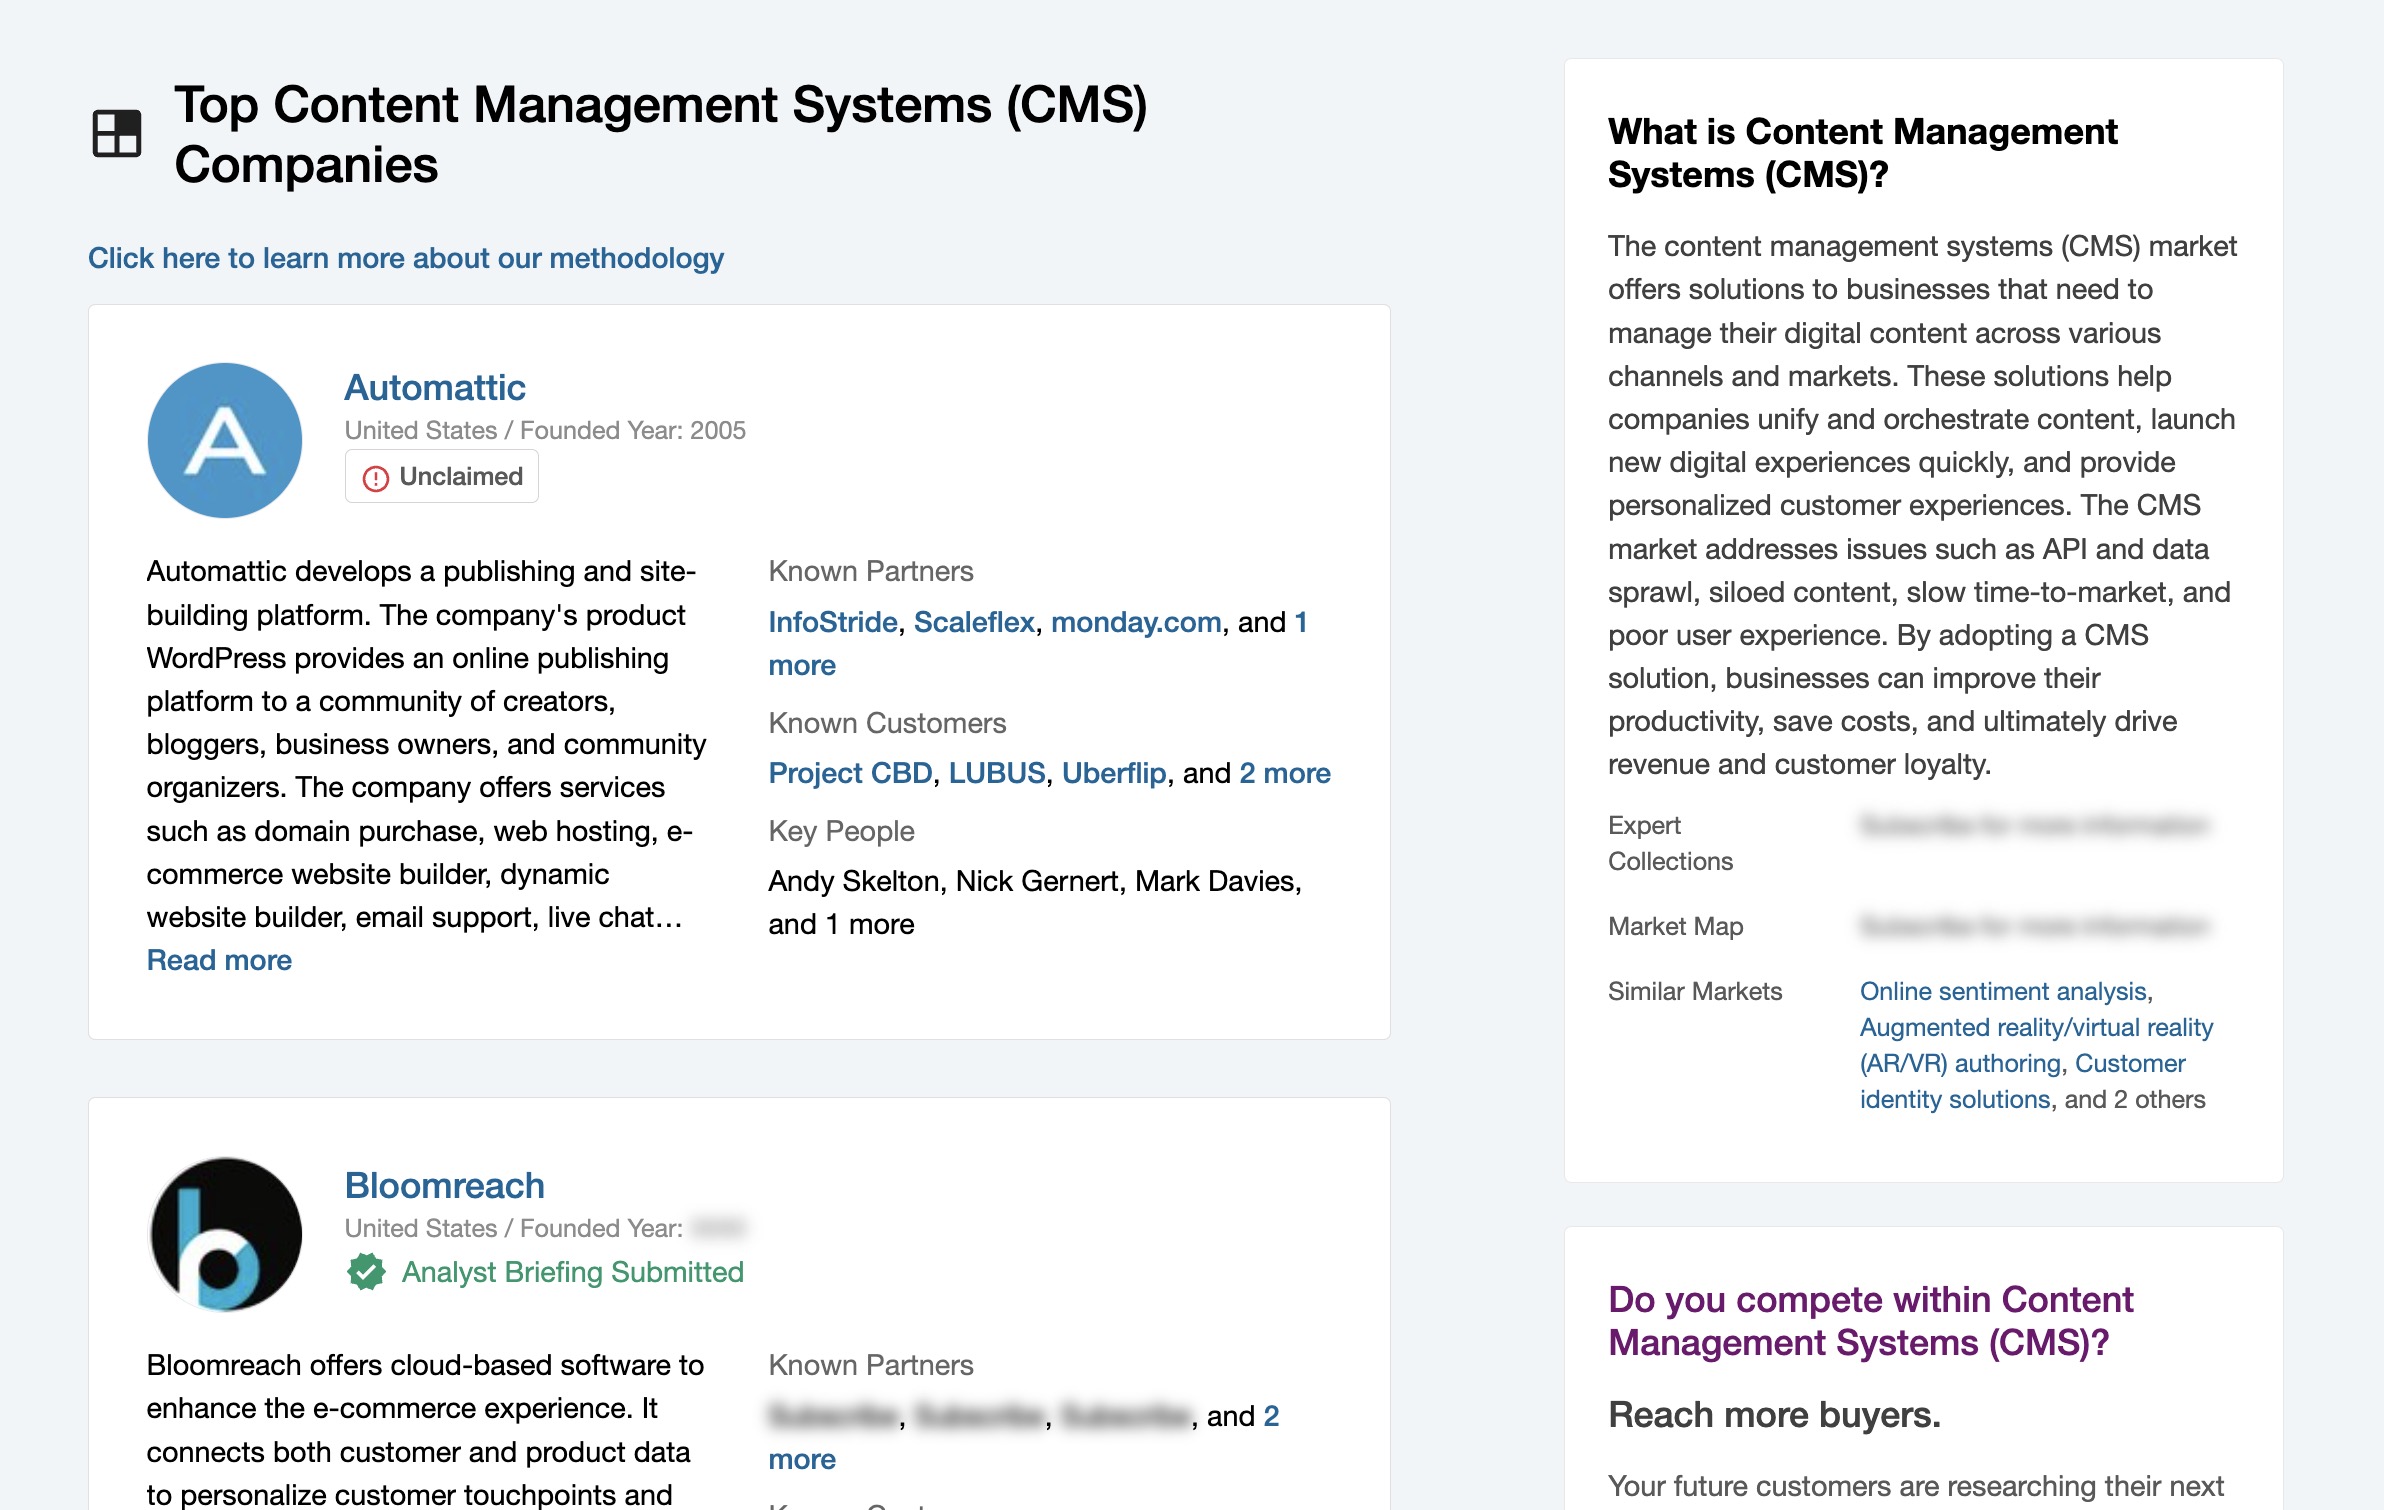 Top Content Management Systems (CMS)
Companies
Click here to learn more about our methodology
A
Automattic
United States / Founded Year: 2005
Unclaimed
Automattic develops a publishing and site-
building platform. The company's product
WordPress provides an online publishing
platform to a community of creators,
bloggers, business owners, and community
organizers. The company offers services
such as domain purchase, web hosting, e-
commerce website builder, dynamic
website builder, email support, live chat...
Read more
Known Partners
InfoStride, Scaleflex, monday.com, and 1
more
Known Customers
Project CBD, LUBUS, Uberflip, and 2 more
Key People
Andy Skelton, Nick Gernert, Mark Davies,
and 1 more
b
Bloomreach
United States / Founded Year:
Analyst Briefing Submitted
Bloomreach offers cloud-based software to
enhance the e-commerce experience. It
connects both customer and product data
to personalize customer touchpoints and
Known Partners
Subscribe, Subscribe, Subscribe, and 2
more
What is Content Management
Systems (CMS)?
The content management systems (CMS) market
offers solutions to businesses that need to
manage their digital content across various
channels and markets. These solutions help
companies unify and orchestrate content, launch
new digital experiences quickly, and provide
personalized customer experiences. The CMS
market addresses issues such as API and data
sprawl, siloed content, slow time-to-market, and
poor user experience. By adopting a CMS
solution, businesses can improve their
productivity, save costs, and ultimately drive
revenue and customer loyalty.
Expert
Collections
Subscribe for more information
Market Map
Subscribe for more information
Similar Markets
Online sentiment analysis,
Augmented reality/virtual reality
(AR/VR) authoring, Customer
identity solutions, and 2 others
Do you compete within Content
Management Systems (CMS)?
Reach more buyers.
Your future customers are researching their next